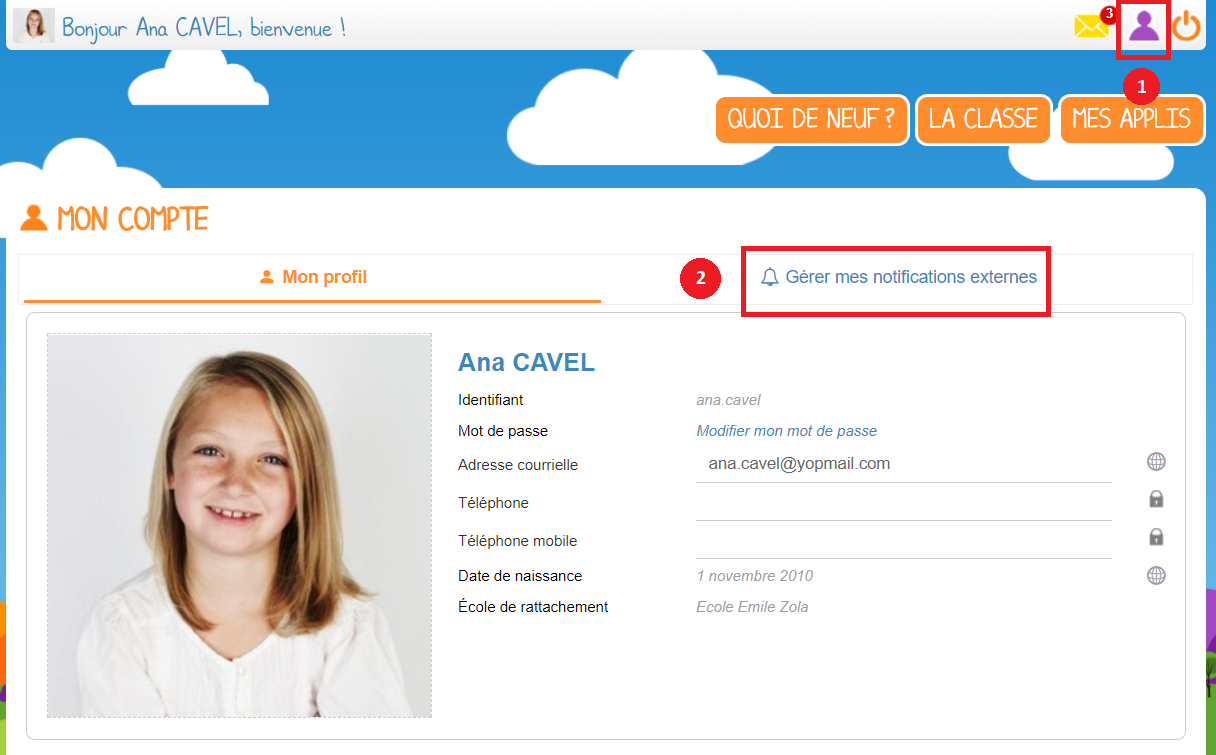 Bonjour Ana CAVEL, bienvenue !
3
1
QUOI DE NEUF ?
LA CLASSE
MES APPLIS
MON COMPTE
Mon profil
2
Gérer mes notifications externes
Ana CAVEL
Identifiant ana.cavel
Mot de passe Modifier mon mot de passe
Adresse courrielle ana.cavel@yopmail.com
Téléphone
Téléphone mobile
Date de naissance 1 novembre 2010
École de rattachement Ecole Emile Zola